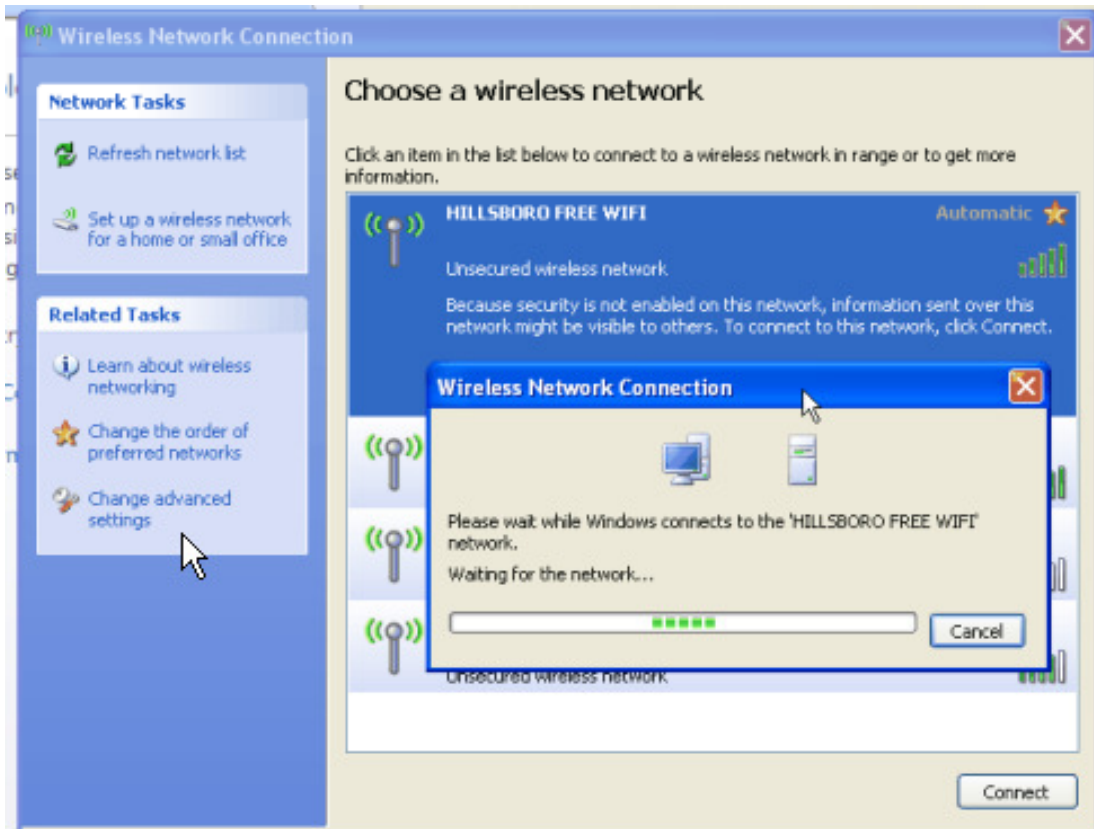 Wireless Network Connection
Network Tasks
Refresh network list
Set up a wireless network
for a home or small office
Related Tasks
Learn about wireless
networking
Change the order of
preferred networks
Change advanced
settings
Choose a wireless network
Click an item in the list below to connect to a wireless network in range or to get more
information.
HILLSBORO FREE WIFI
Automatic
Unsecured wireless network
Because security is not enabled on this network, information sent over this
network might be visible to others. To connect to this network, click Connect.
Wireless Network Connection
Please wait while Windows connects to the 'HILLSBORO FREE WIFI'
network.
Waiting for the network...
Cancel
Unsecured wireless network
Connect